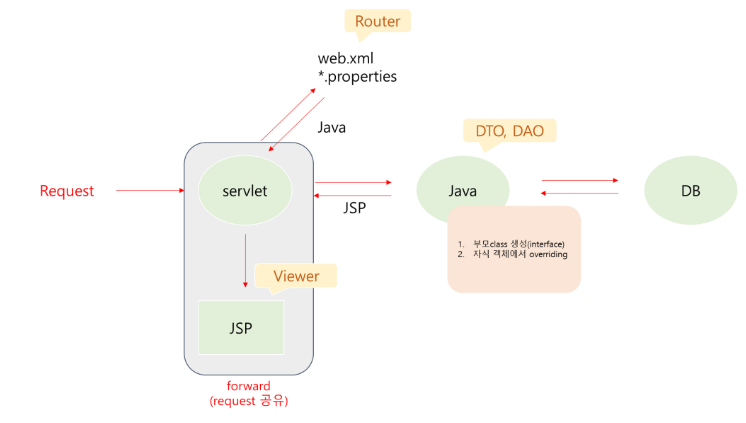 Router
web.xml
*.properties
Java
DTO, DAO
Request
servlet
JSP
Java
DB
1. 부모class 생성(interface)
2. 자식 객체에서 overriding
Viewer
JSP
forward
(request 공유)